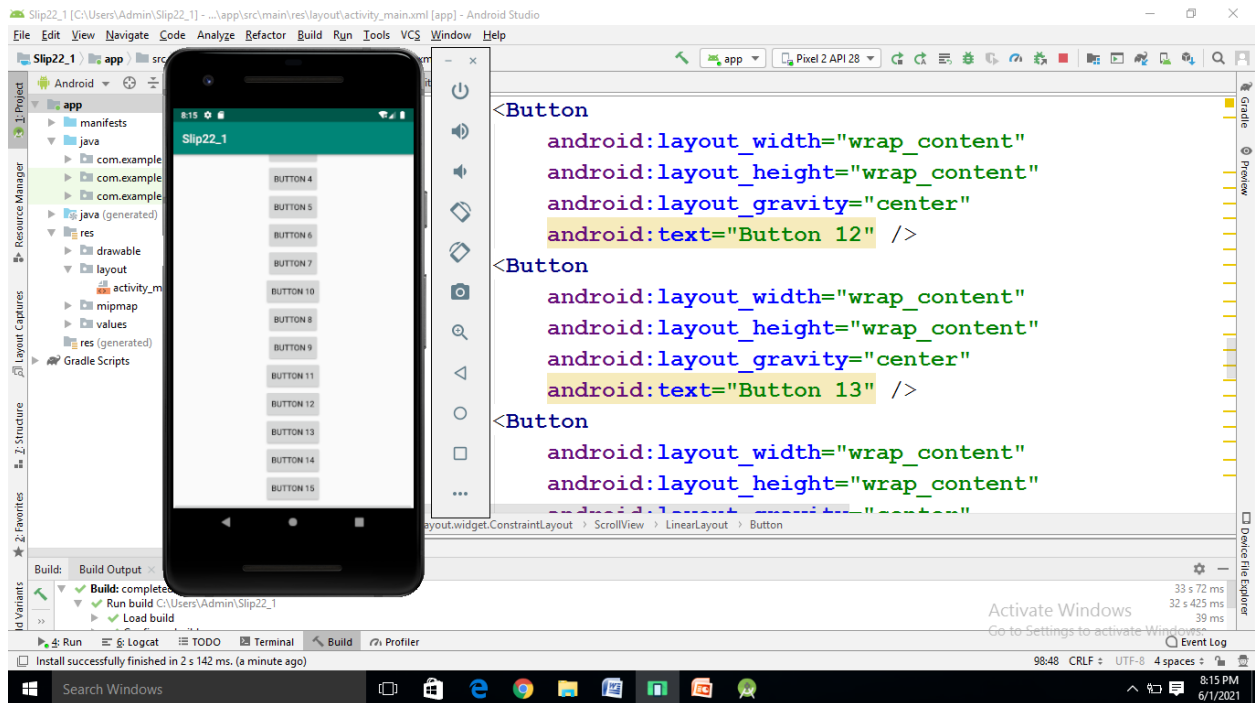 Slip22_1 [C:\Users\Admin\Slip22_1] - ...\app\src\main\res\layout\activity_main.xml [app] - Android Studio
File Edit View Navigate Code Analyze Refactor Build Run Tools VCS Window Help
Slip22_1 app src
app
Pixel 2 API 28
Android
1: Project
Resource Manager
Layout Captures
Z: Structure
2: Favorites
Gradle
Preview
Device File Explorer
app
manifests
java
com.example
com.example
com.example
java (generated)
res
drawable
layout
activity_m
mipmap
values
res (generated)
Gradle Scripts
8:15
Slip22_1
BUTTON 4
BUTTON 5
BUTTON 6
BUTTON 7
BUTTON 10
BUTTON 8
BUTTON 9
BUTTON 11
BUTTON 12
BUTTON 13
BUTTON 14
BUTTON 15
<Button
android:layout_width="wrap_content"
android:layout_height="wrap_content"
android:layout_gravity="center"
android:text="Button 12" />
<Button
android:layout_width="wrap_content"
android:layout_height="wrap_content"
android:layout_gravity="center"
android:text="Button 13" />
<Button
android:layout_width="wrap_content"
android:layout_height="wrap_content"
android:layout_gravity="center"
ayout.widget.ConstraintLayout › ScrollView › LinearLayout › Button
Build: Build Output
Build: completed
33 s 72 ms
Run build C:\Users\Admin\Slip22_1
32 s 425 ms
Load build
39 ms
Activate Windows
Go to Settings to activate Windows.
4: Run 6: Logcat TODO Terminal Build Profiler Event Log
Install successfully finished in 2 s 142 ms. (a minute ago)
98:48 CRLF UTF-8 4 spaces
Search Windows
8:15 PM
6/1/2021